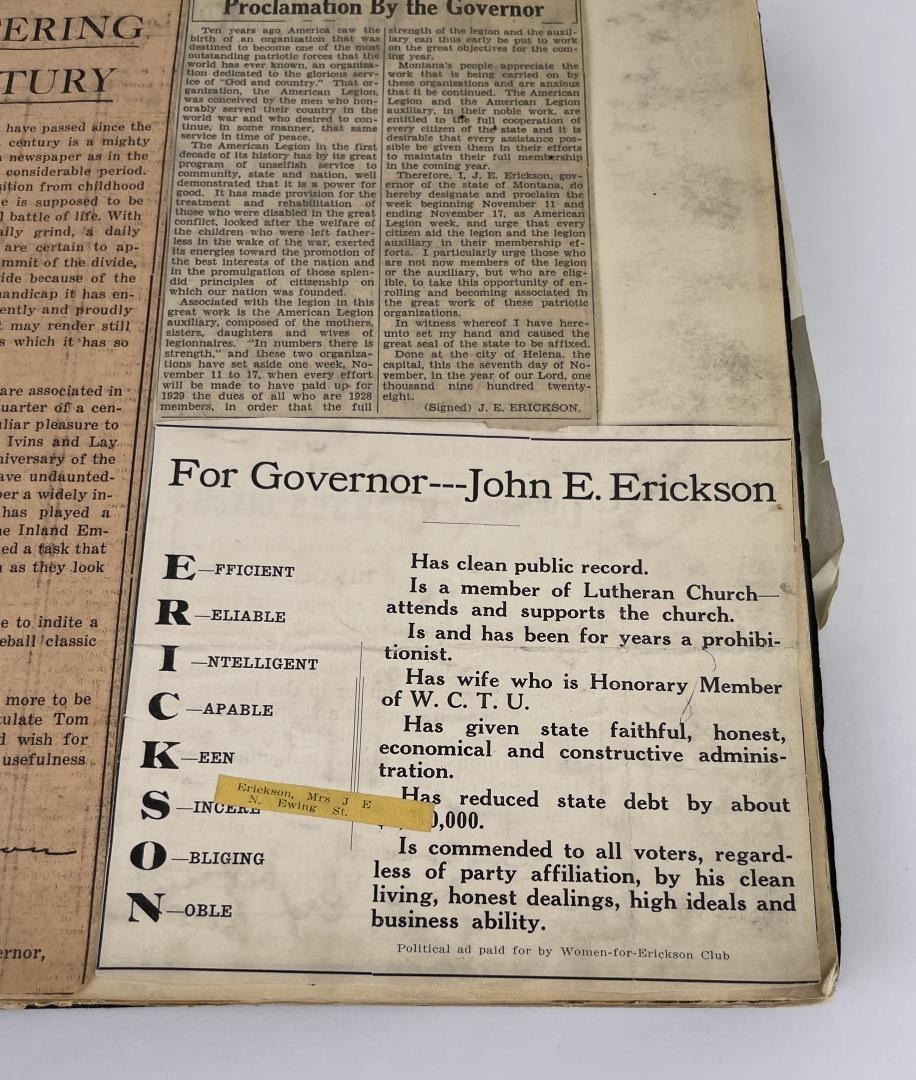 ERING
TURY
have passed since the
century is a mighty
newspaper as in the
considerable period.
sition from childhood
e is supposed to be
l battle of life. With
aily grind, a daily
are certain to ap-
mmit of the divide,
ide because of the
handicap it has en-
ently and proudly
t may render still
s which it has so
are associated in
uarter of a cen-
uliar pleasure to
Ivins and Lay
niversary of the
ave undaunted-
per a widely in-
has played a
he Inland Em-
ed a task that
as they look
e to indite a
eball classic
more to be
tulate Tom
d wish for
usefulness
ernor,
Proclamation By the Governor
Ten years ago America saw the
birth of an organization that was
destined to become one of the most
outstanding patriotic forces that the
world has ever known, an organiza-
tion dedicated to the glorious serv-
ice of "God and country." That or-
ganization, the American Legion,
was conceived by the men who hon-
orably served their country in the
world war and who desired to con-
tinue, in some manner, that same
service in time of peace.
The American Legion in the first
decade of its history has by its great
program of unselfish service to
community, state and nation, well
demonstrated that it is a power for
good. It has made provision for the
treatment and rehabilitation of
those who were disabled in the great
conflict, looked after the welfare of
the children who were left father-
less in the wake of the war, exerted
its energies toward the promotion of
the best interests of the nation and
in the promulgation of those splen-
did principles of citizenship on
which our nation was founded.
Associated with the legion in this
great work is the American Legion
auxiliary, composed of the mothers,
sisters, daughters and wives of
legionnaires. "In numbers there is
strength," and these two organiza-
tions have set aside one week, No-
vember 11 to 17, when every effort
will be made to have paid up for
1929 the dues of all who are 1928
members, in order that the full
strength of the legion and the auxil-
iary can thus early be put to work
on the great objectives for the com-
ing year.
Montana's people appreciate the
work that is being carried on by
these organizations and are anxious
that it be continued. The American
Legion and the American Legion
auxiliary, in their noble work, are
entitled to the full cooperation of
every citizen of the state and it is
desirable that every assistance pos-
sible be given them in their efforts
to maintain their full membership
in the coming year.
Therefore, I, J. E. Erickson, gov-
ernor of the state of Montana, do
hereby designate and proclaim the
week beginning November 11 and
ending November 17, as American
Legion week, and urge that every
citizen aid the legion and the legion
auxiliary in their membership ef-
forts. I particularly urge those who
are not now members of the legion
or the auxiliary, but who are elig-
ible, to take this opportunity of en-
rolling and becoming associated in
the great work of these patriotic
organizations.
In witness whereof I have here-
unto set my hand and caused the
great seal of the state to be affixed.
Done at the city of Helena, the
capital, this the seventh day of No-
vember, in the year of our Lord, one
thousand nine hundred twenty-
eight.
(Signed) J. E. ERICKSON.
For Governor---John E. Erickson
E—FFICIENT
R—ELIABLE
I—NTELLIGENT
C—APABLE
K—EEN
S—INCERE
O—BLIGING
N—OBLE
Erickson, Mrs J E
N. Ewing St.
Has clean public record.
Is a member of Lutheran Church—
attends and supports the church.
Is and has been for years a prohibi-
tionist.
Has wife who is Honorary Member
of W. C. T. U.
Has given state faithful, honest,
economical and constructive adminis-
tration.
Has reduced state debt by about
0,000.
Is commended to all voters, regard-
less of party affiliation, by his clean
living, honest dealings, high ideals and
business ability.
Political ad paid for by Women-for-Erickson Club